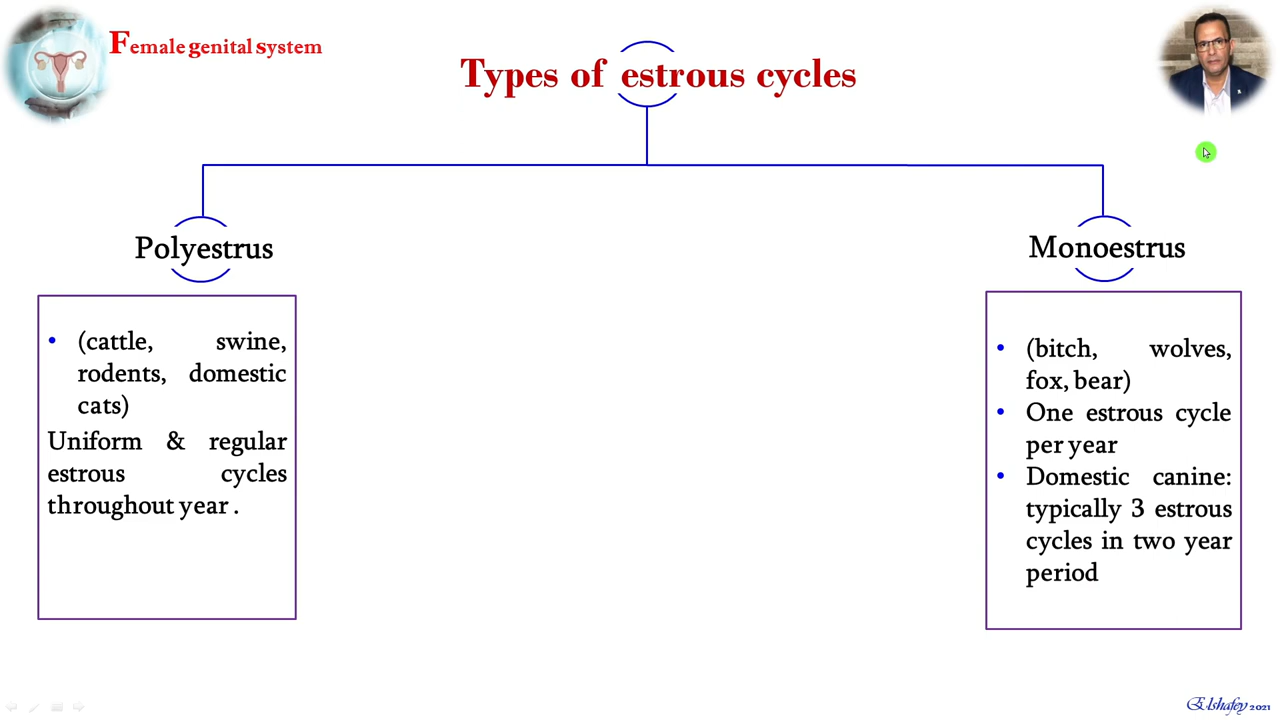 Female genital system
Types of estrous cycles
Polyestrus
• (cattle, swine,
rodents, domestic
cats)
Uniform & regular
estrous cycles
throughout year .
Monoestrus
• (bitch, wolves,
fox, bear)
• One estrous cycle
per year
• Domestic canine:
typically 3 estrous
cycles in two year
period
Elshafey 2021